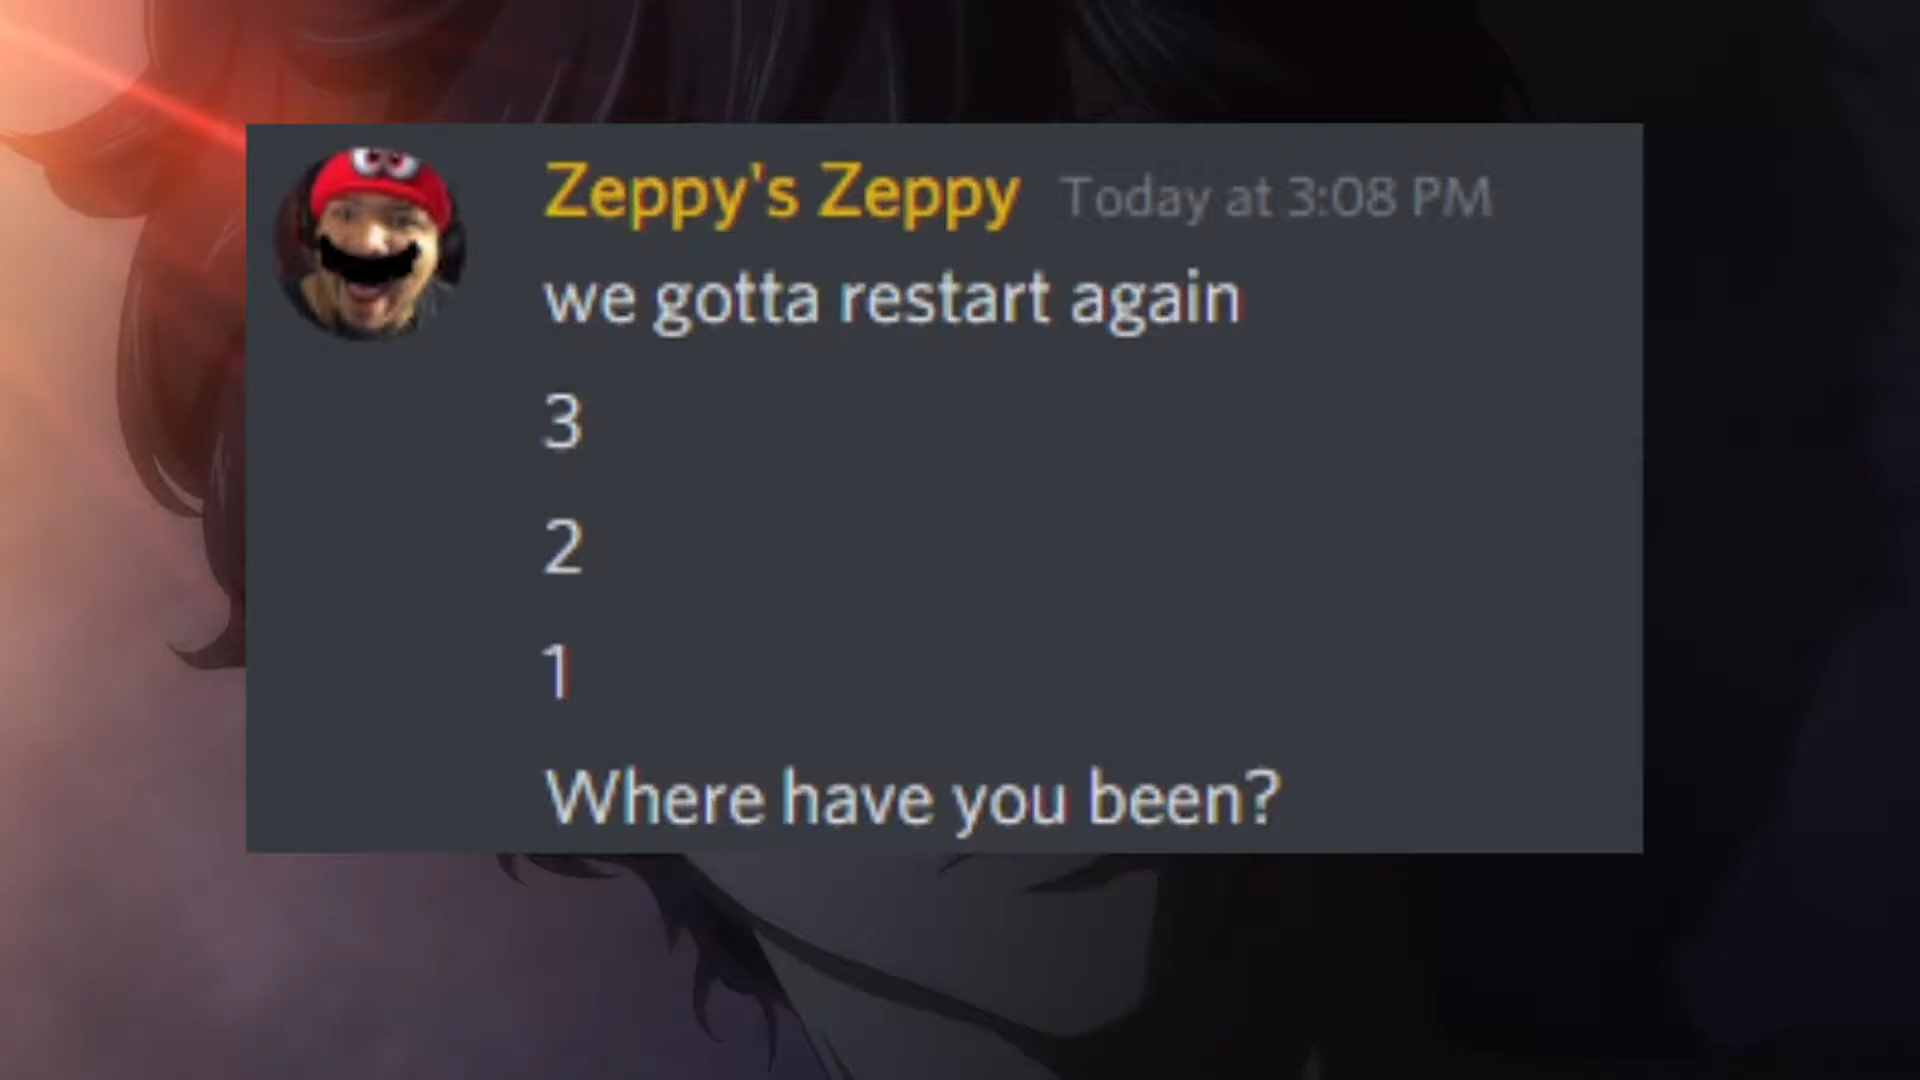 Zeppy's Zeppy Today at 3:08 PM
we gotta restart again
3
2
1
Where have you been?